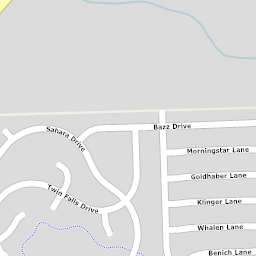 Bazz Drive
Sahara Drive
Morningstar Lane
Goldhaber Lane
Twin Falls Drive
Klinger Lane
Whalen Lane
Benich Lane